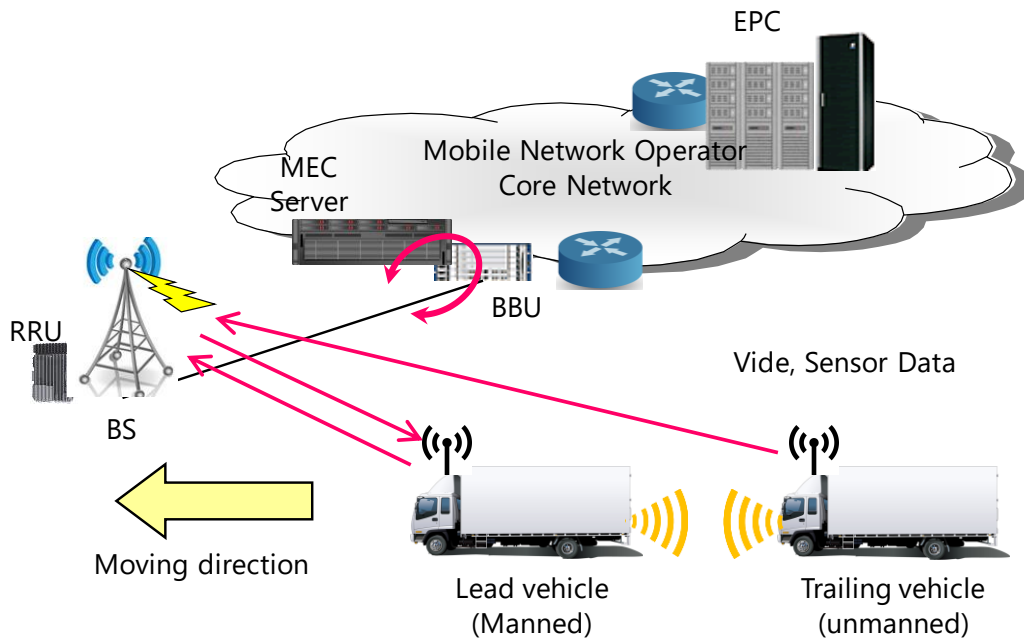 EPC
Mobile Network Operator
Core Network
MEC
Server
BBU
RRU
BS
Vide, Sensor Data
Moving direction
Lead vehicle
(Manned)
Trailing vehicle
(unmanned)